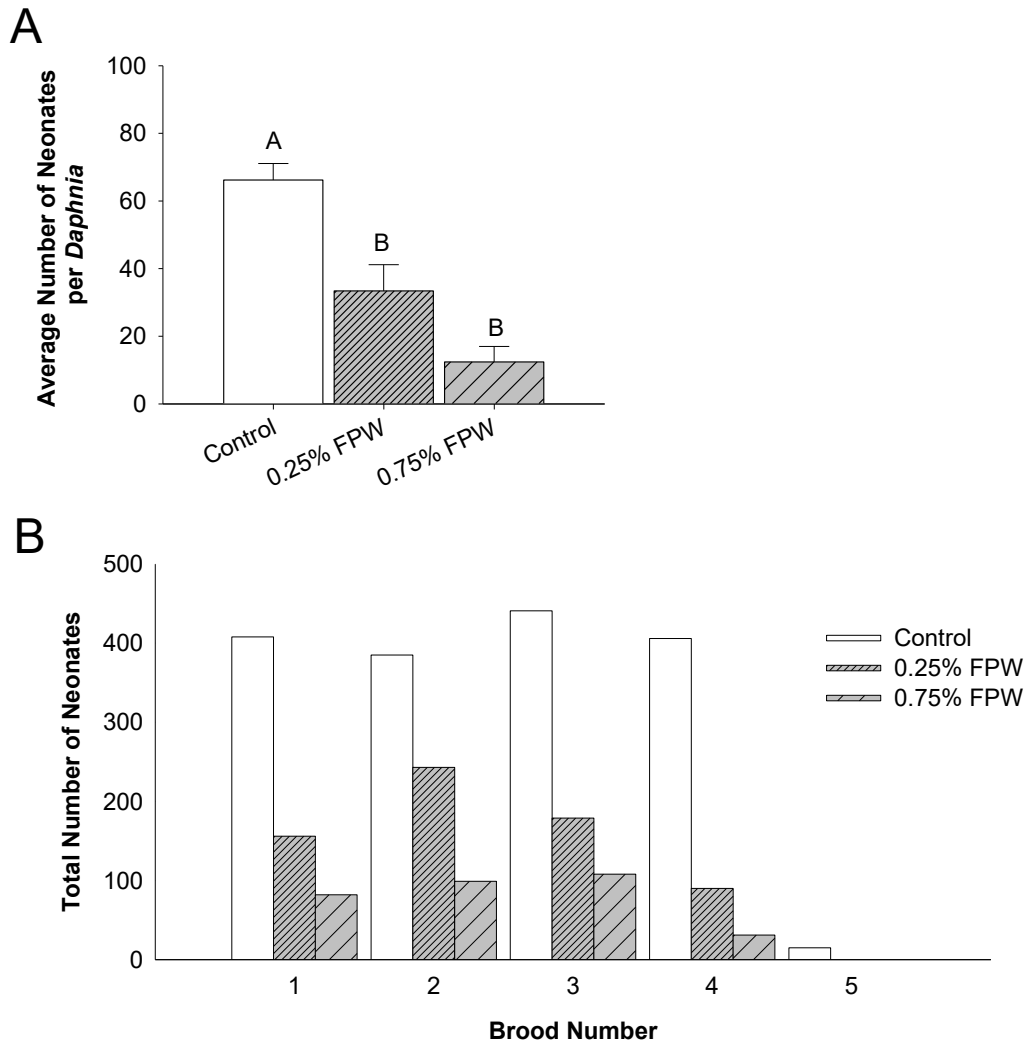 A
Average Number of Neonates
per Daphnia
100
80
60
40
20
0
A
B
B
Control
0.25% FPW
0.75% FPW
B
Total Number of Neonates
500
400
300
200
100
0
Control
0.25% FPW
0.75% FPW
1 2 3 4 5
Brood Number